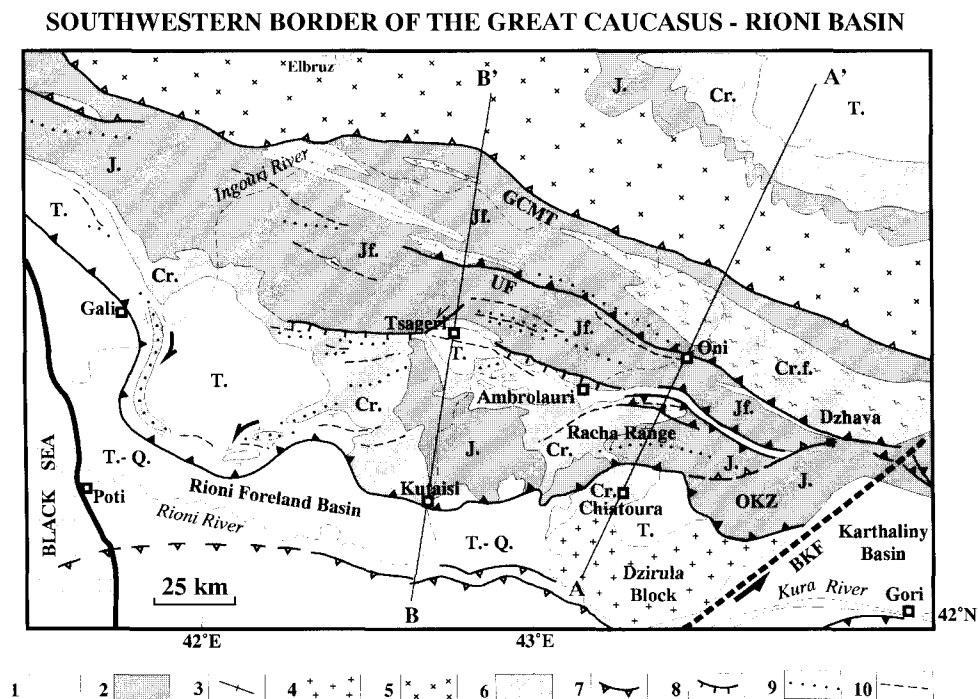 SOUTHWESTERN BORDER OF THE GREAT CAUCASUS - RIONI BASIN
Elbruz
B'
A'
J.
Cr.
T.
J.
Ingouri River
GCMT
Jf.
T.
Jf.
Cr.
UF
Gali
Tsageri
Jf.
Oni
T.
T.
Cr.f.
Ambrolauri
Cr.
Jf.
Dzhava
Racha Range
T.-Q.
J.
Cr.
J.
J.
BLACK SEA
Poti
Rioni Foreland Basin
Kutaisi
Cr.
Chiatoura
OKZ
Rioni River
T.
Karthaliny
Basin
T.- Q.
BKF
Dzirula
Block
25 km
A
Kura River
Gori
B
42°N
42°E
43°E
1 2 3 4 5 6 7 8 9 10